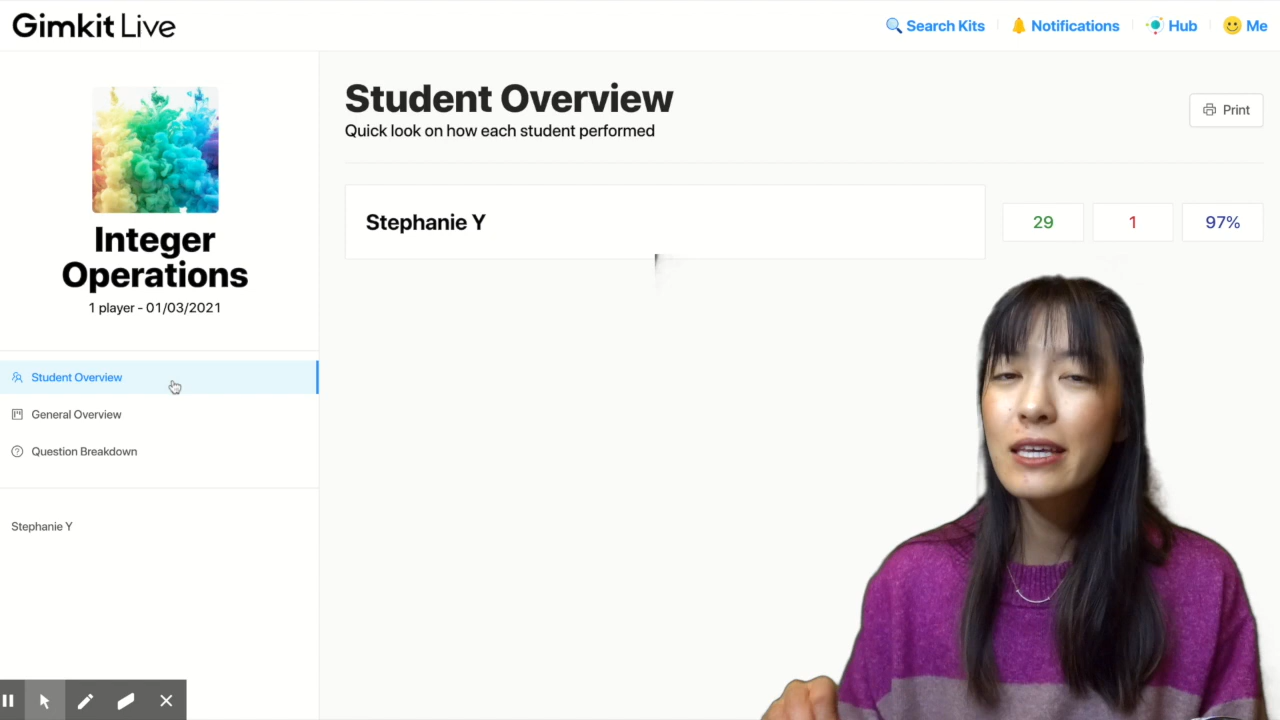 Gimkit Live
Search Kits
Notifications
Hub
Me
Integer
Operations
1 player - 01/03/2021
Student Overview
General Overview
Question Breakdown
Stephanie Y
Student Overview
Quick look on how each student performed
Print
Stephanie Y
29
1
97%